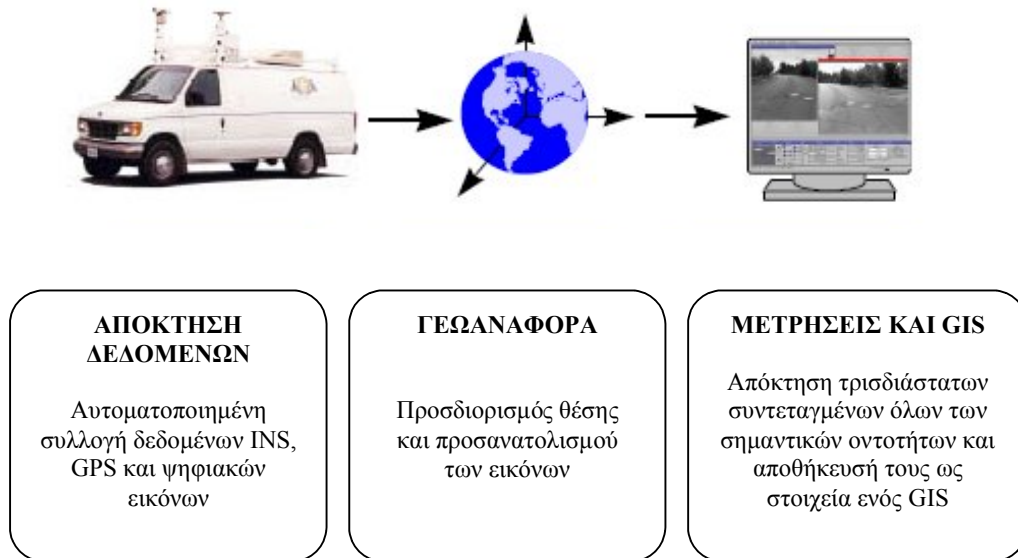 ΑΠΟΚΤΗΣΗ
ΔΕΔΟΜΕΝΩΝ
Αυτοματοποιημένη
συλλογή δεδομένων INS,
GPS και ψηφιακών
εικόνων
ΓΕΩΑΝΑΦΟΡΑ
Προσδιορισμός θέσης
και προσανατολισμού
των εικόνων
ΜΕΤΡΗΣΕΙΣ ΚΑΙ GIS
Απόκτηση τρισδιάστατων
συντεταγμένων όλων των
σημαντικών οντοτήτων και
αποθήκευσή τους ως
στοιχεία ενός GIS